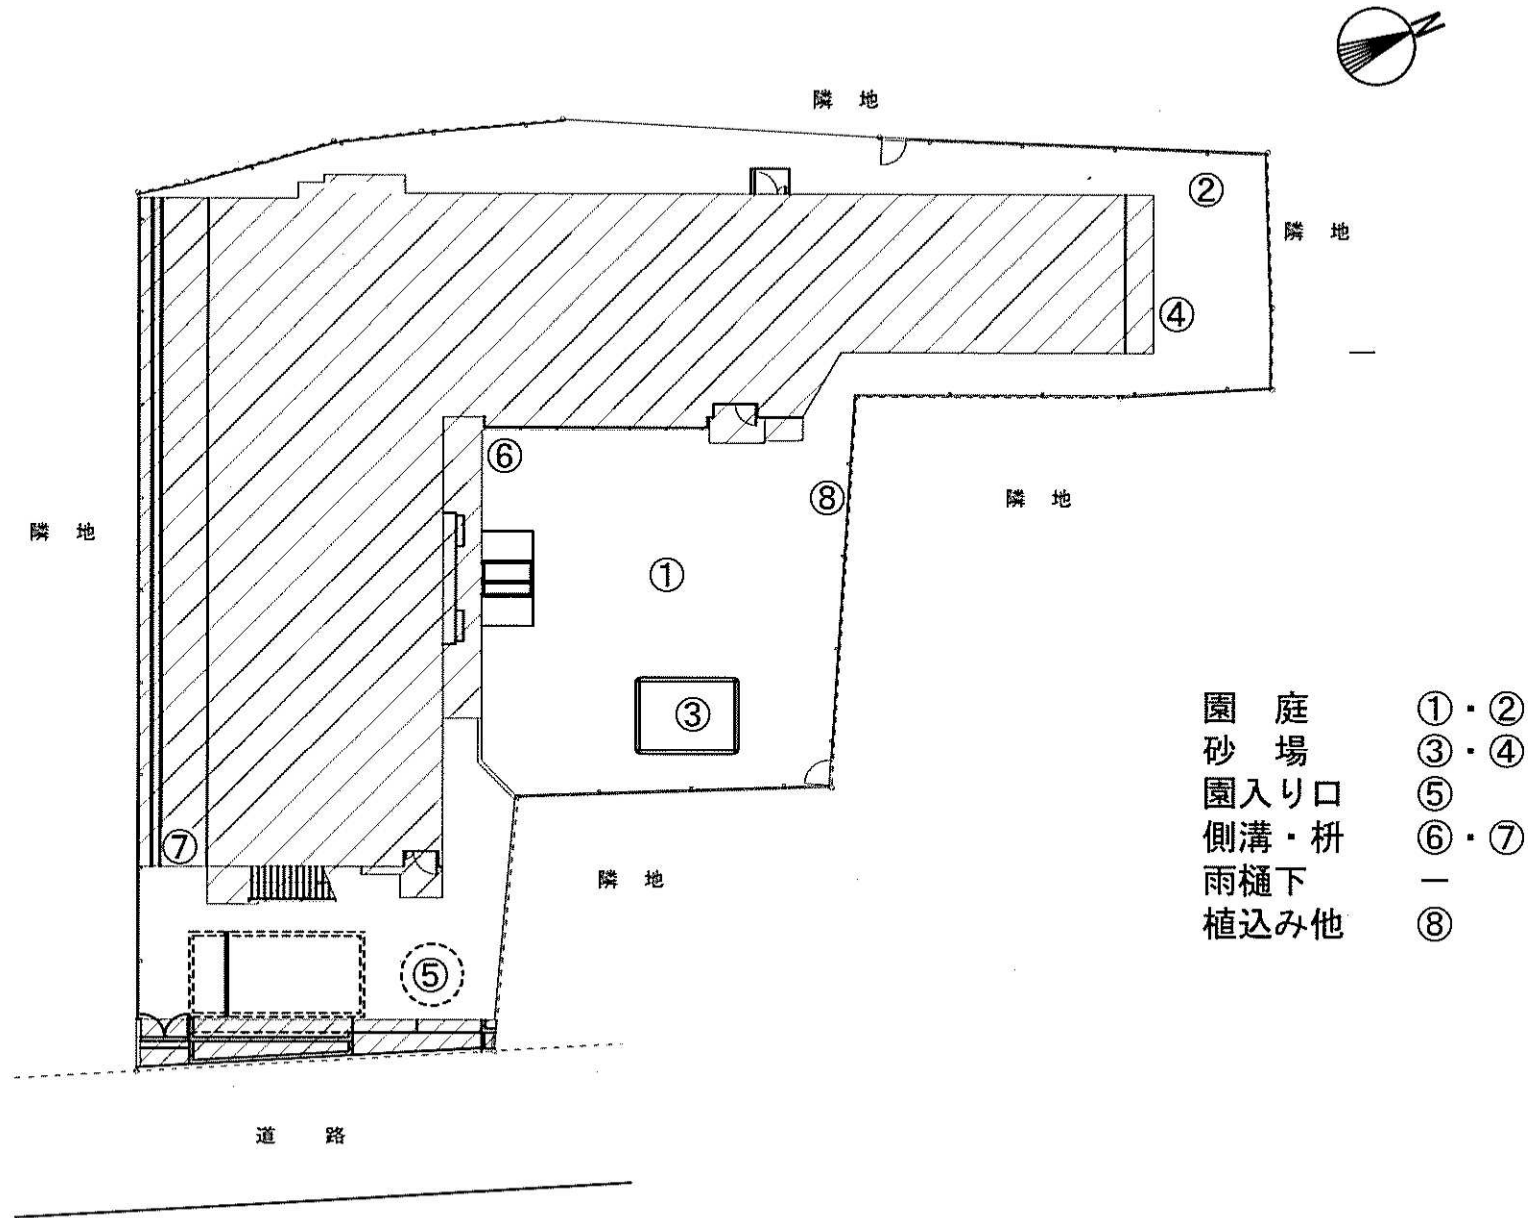 N
隣 地
②
隣 地
④
⑥
⑧
隣 地
隣 地
①
③
⑦
隣 地
⑤
道 路
園 庭 ①・②
砂 場 ③・④
園入り口 ⑤
側溝・枡 ⑥・⑦
雨樋下 －
植込み他 ⑧